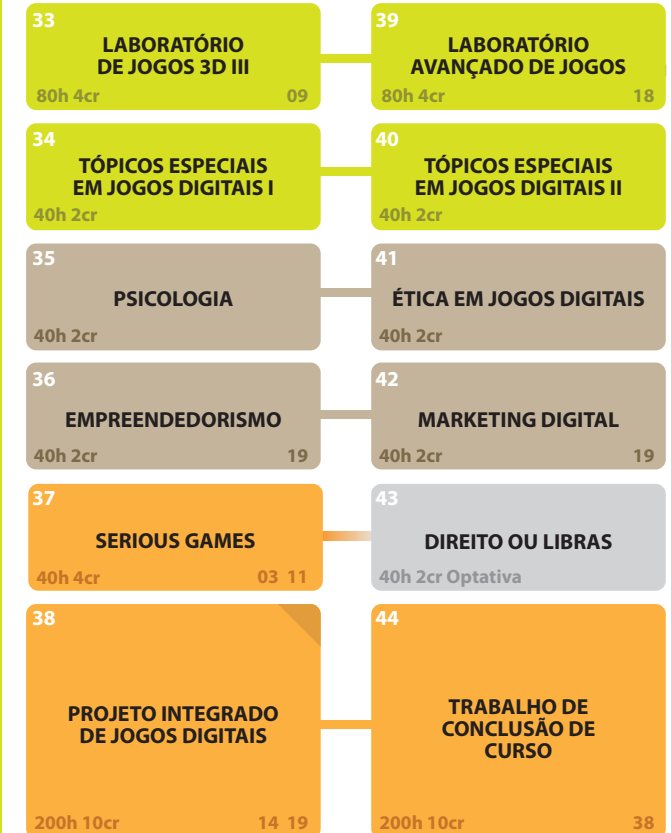 33
LABORATÓRIO
DE JOGOS 3D III
80h 4cr 09
39
LABORATÓRIO
AVANÇADO DE JOGOS
80h 4cr 18
34
TÓPICOS ESPECIAIS
EM JOGOS DIGITAIS I
40h 2cr
40
TÓPICOS ESPECIAIS
EM JOGOS DIGITAIS II
40h 2cr
35
PSICOLOGIA
40h 2cr
41
ÉTICA EM JOGOS DIGITAIS
40h 2cr
36
EMPREENDEDORISMO
40h 2cr 19
42
MARKETING DIGITAL
40h 2cr 19
37
SERIOUS GAMES
40h 4cr 03 11
43
DIREITO OU LIBRAS
40h 2cr Optativa
38
PROJETO INTEGRADO
DE JOGOS DIGITAIS
200h 10cr 14 19
44
TRABALHO DE
CONCLUSÃO DE
CURSO
200h 10cr 38